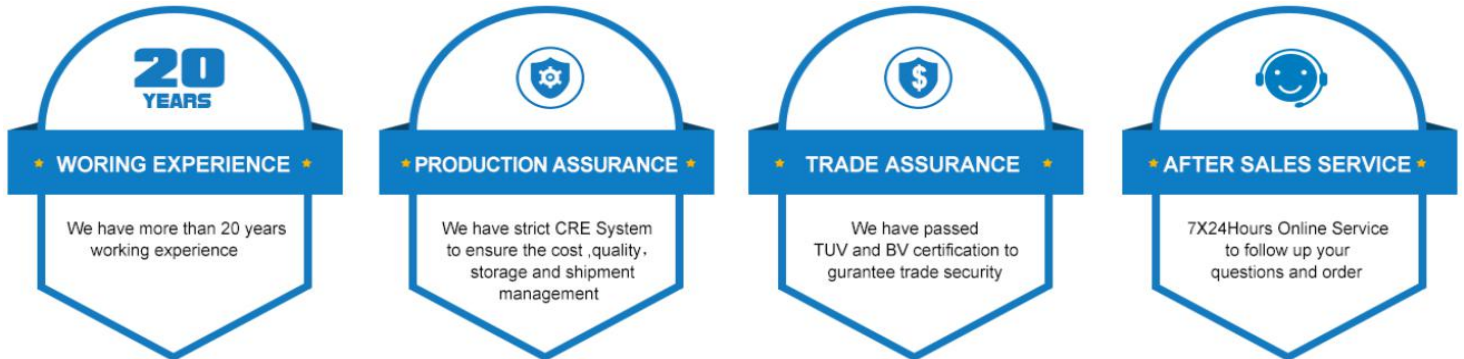 20
YEARS
WORING EXPERIENCE
We have more than 20 years
working experience
PRODUCTION ASSURANCE
We have strict CRE System
to ensure the cost ,quality,
storage and shipment
management
$
TRADE ASSURANCE
We have passed
TUV and BV certification to
gurantee trade security
AFTER SALES SERVICE
7X24Hours Online Service
to follow up your
questions and order